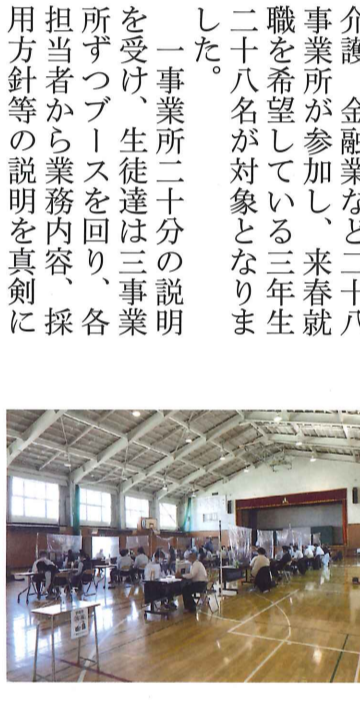 介護、金融業など二十八
事業所が参加し、来春就
職を希望している三年生
二十八名が対象となりま
した。
一事業所二十分の説明
を受け、生徒達は三事業
所ずつブースを回り、各
担当者から業務内容、採
用方針等の説明を真剣に